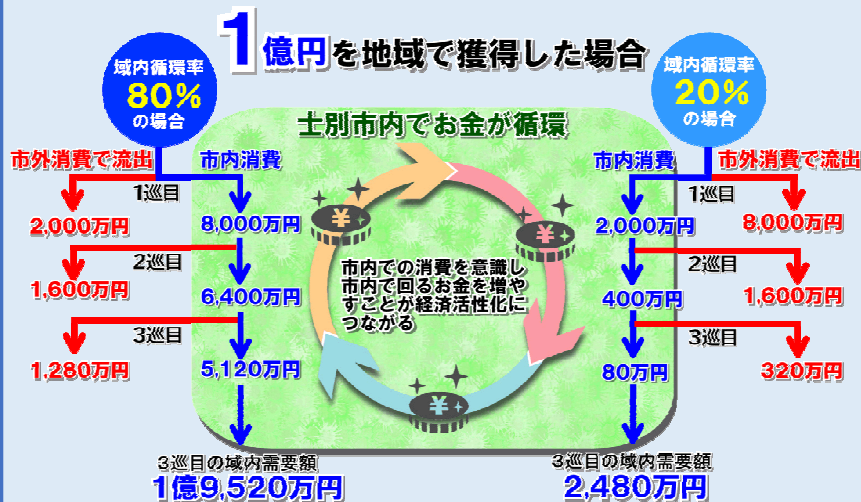 1億円を地域で獲得した場合
域内循環率
80%
の場合
域内循環率
20%
の場合
士別市内でお金が循環
市外消費で流出
市内消費
1巡目
2,000万円
8,000万円
2巡目
1,600万円
6,400万円
3巡目
1,280万円
5,120万円
3巡目の域内需要額
1億9,520万円
¥
¥
¥
市内での消費を意識し
市内で回るお金を増や
すことが経済活性化に
つながる
市内消費
市外消費で流出
1巡目
2,000万円
8,000万円
2巡目
400万円
1,600万円
3巡目
80万円
320万円
3巡目の域内需要額
2,480万円